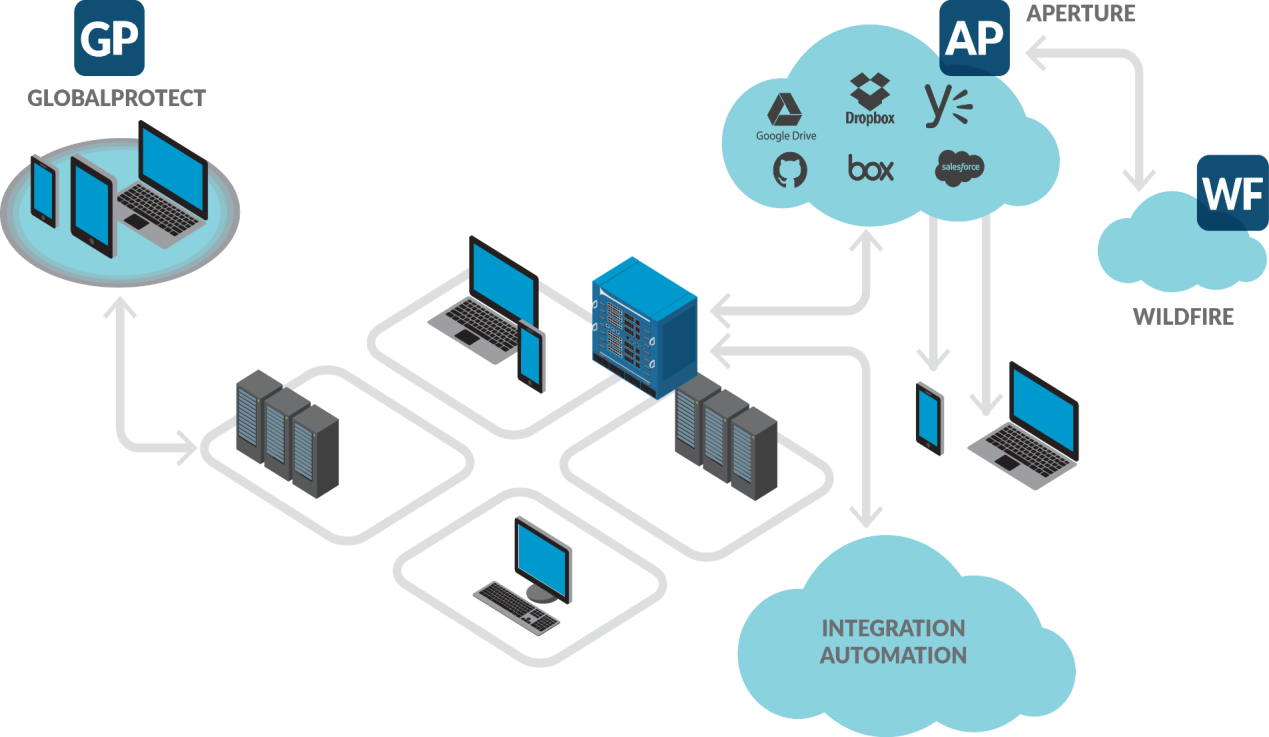 GP
GLOBALPROTECT
AP
APERTURE
Google Drive
Dropbox
y
box
salesforce
WF
WILDFIRE
INTEGRATION
AUTOMATION